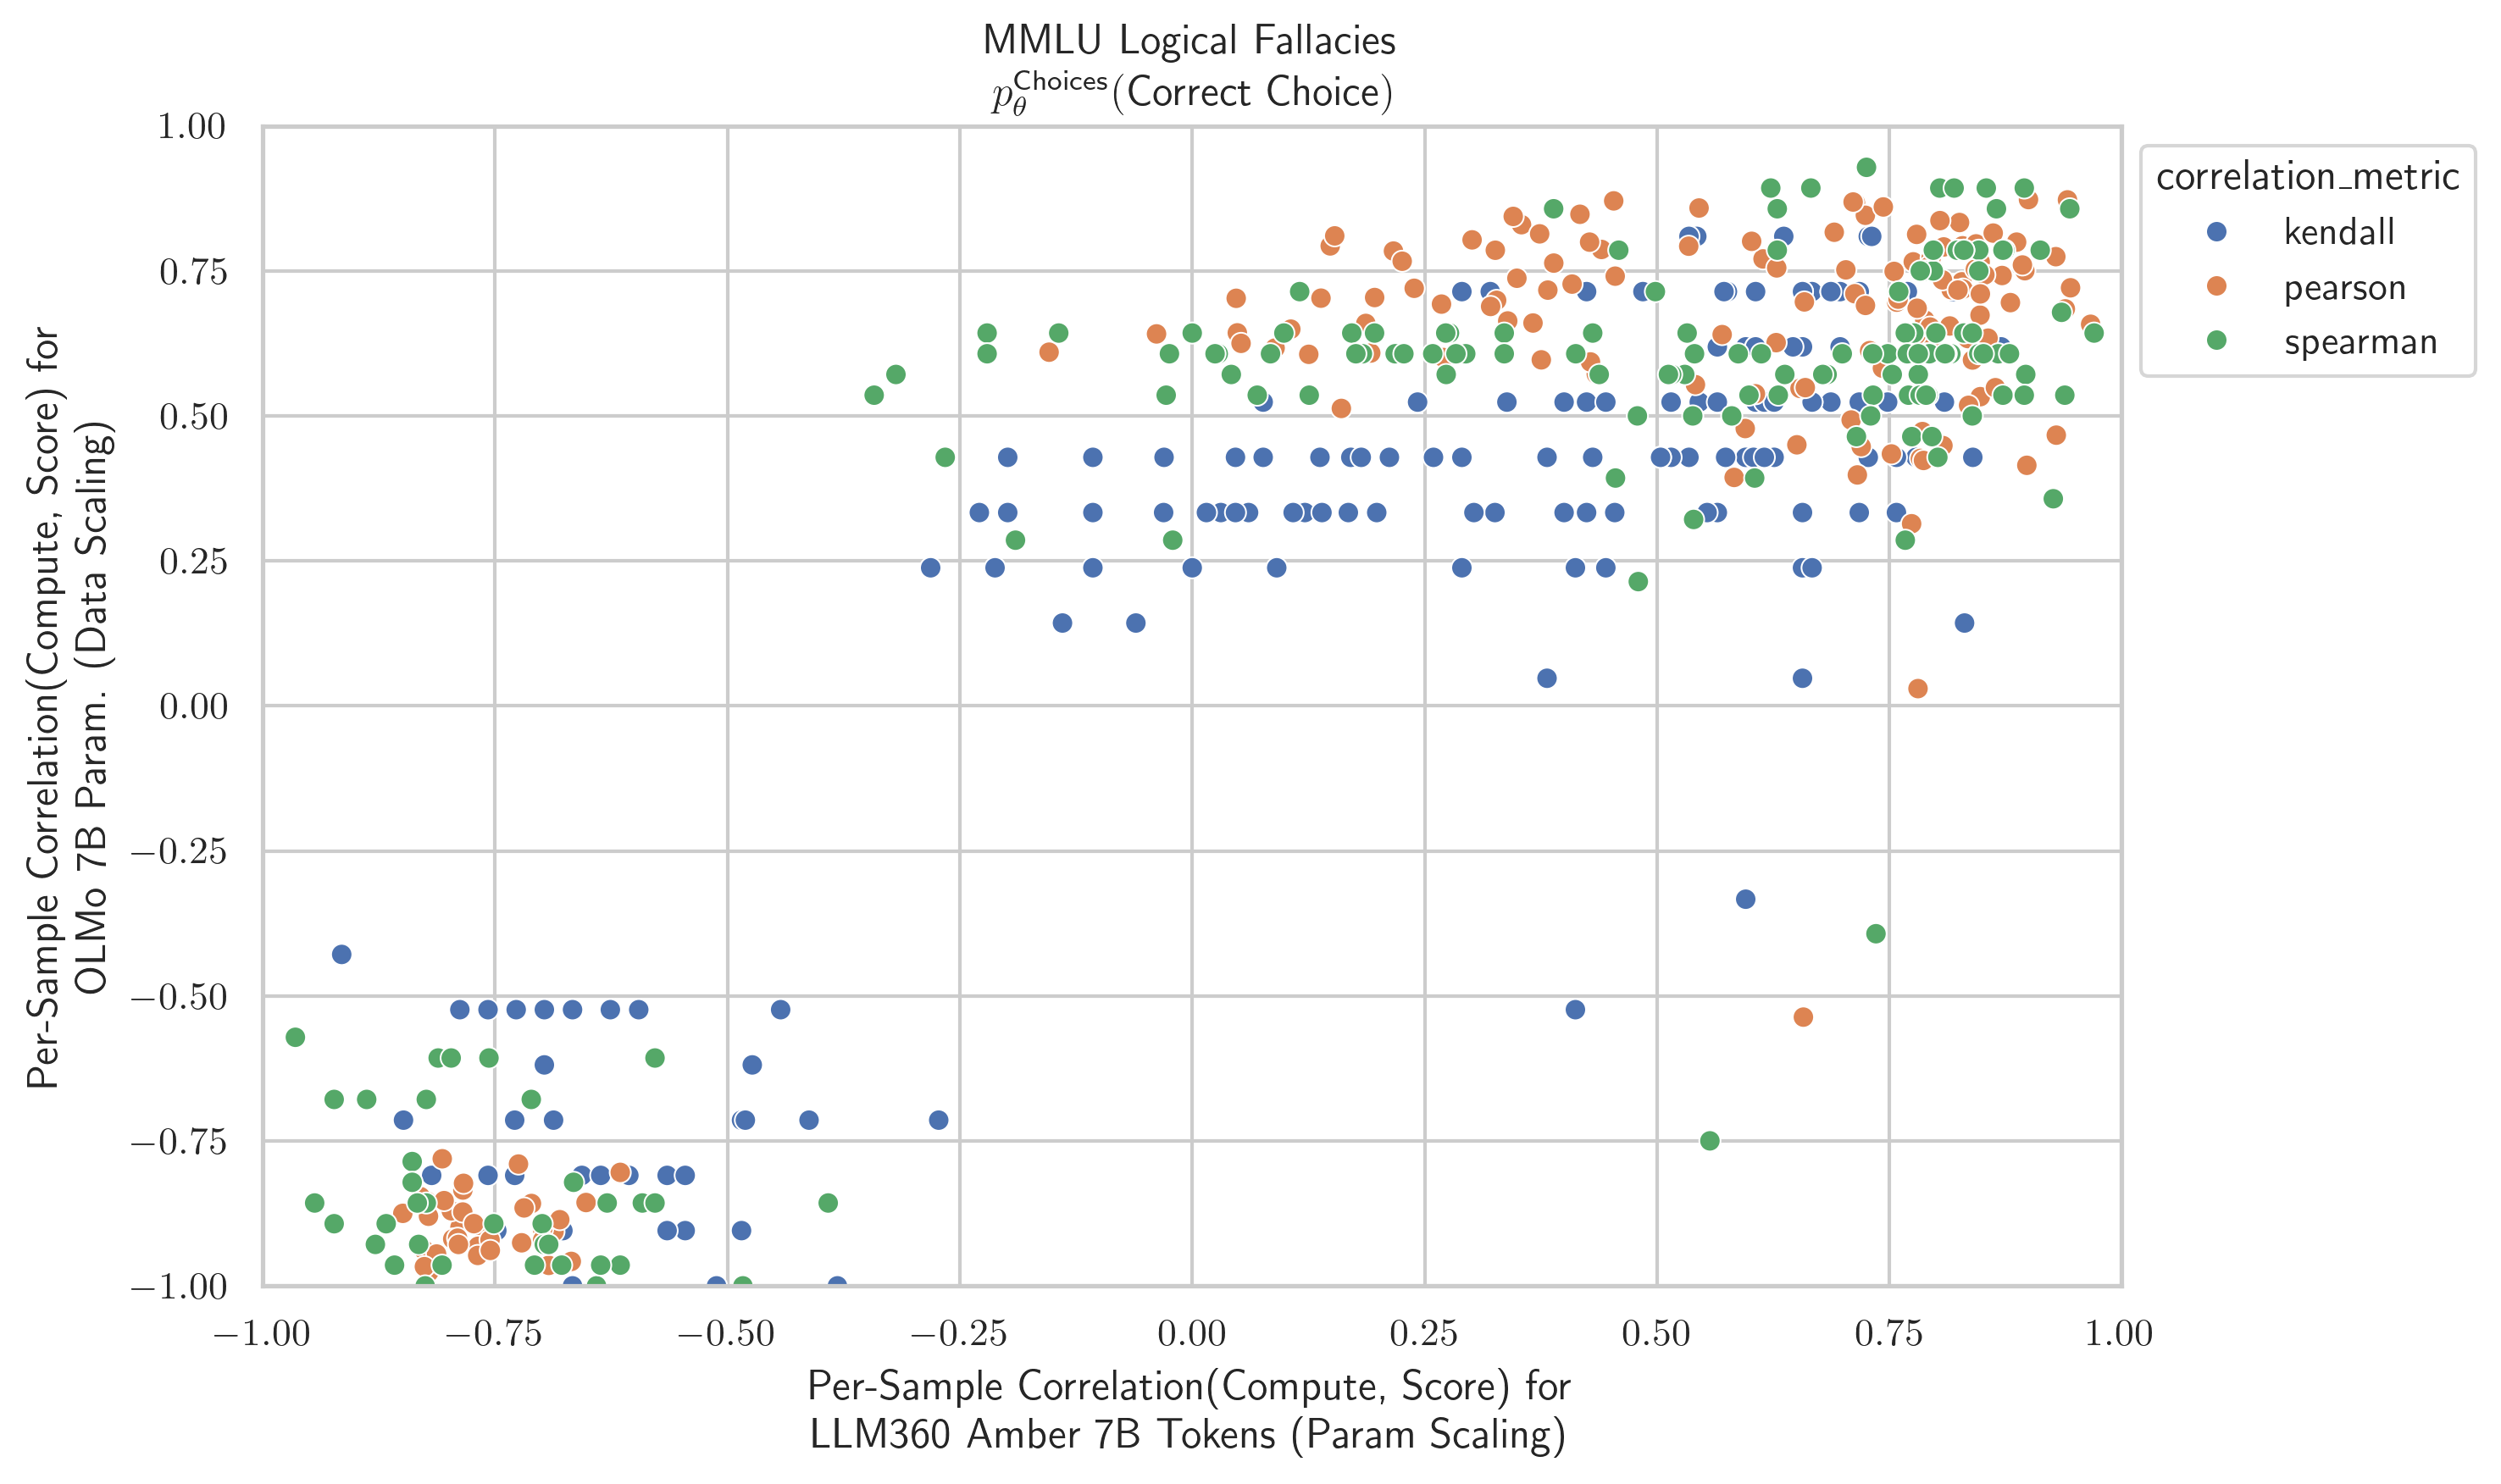 MMLU Logical Fallacies
p_θ^Choices(Correct Choice)
1.00
0.75
0.50
0.25
0.00
−0.25
−0.50
−0.75
−1.00
Per-Sample Correlation(Compute, Score) for
OLMo 7B Param. (Data Scaling)
−1.00 −0.75 −0.50 −0.25 0.00 0.25 0.50 0.75 1.00
Per-Sample Correlation(Compute, Score) for
LLM360 Amber 7B Tokens (Param Scaling)
correlation_metric
kendall
pearson
spearman